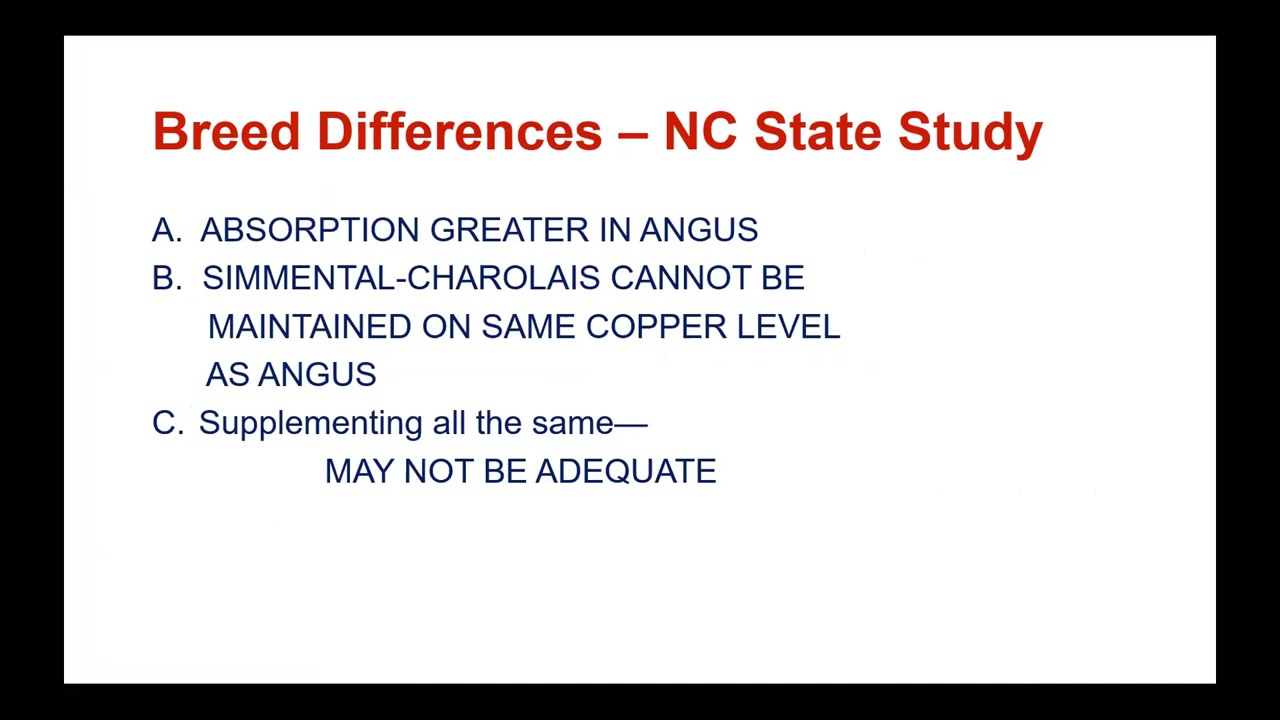 Breed Differences – NC State Study
A. ABSORPTION GREATER IN ANGUS
B. SIMMENTAL-CHAROLAIS CANNOT BE
MAINTAINED ON SAME COPPER LEVEL
AS ANGUS
C. Supplementing all the same—
MAY NOT BE ADEQUATE